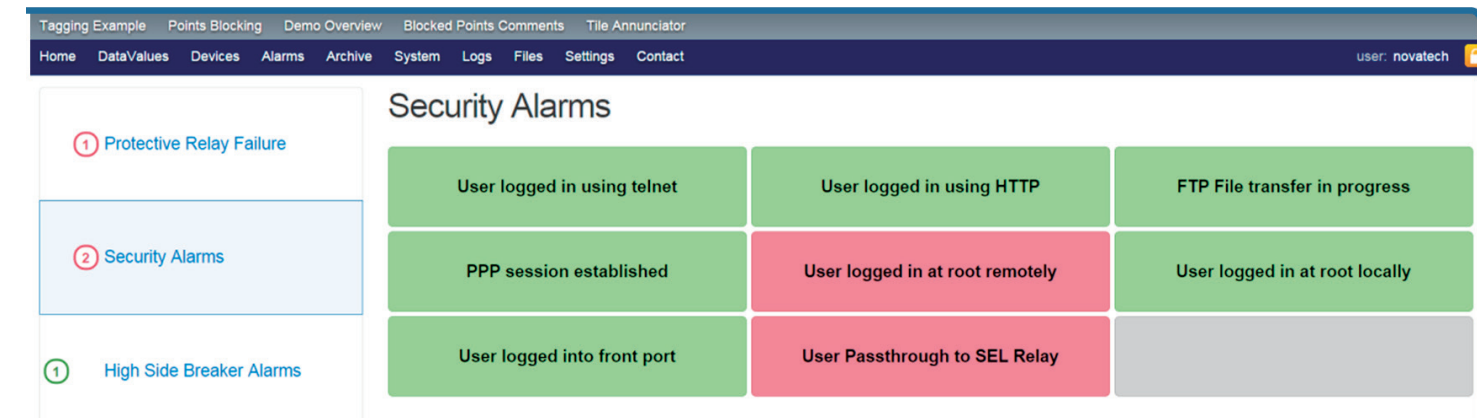 Tagging Example Points Blocking Demo Overview Blocked Points Comments Tile Annunciator
Home DataValues Devices Alarms Archive System Logs Files Settings Contact user: novatech
1 Protective Relay Failure
2 Security Alarms
1 High Side Breaker Alarms
Security Alarms
User logged in using telnet User logged in using HTTP FTP File transfer in progress
PPP session established User logged in at root remotely User logged in at root locally
User logged into front port User Passthrough to SEL Relay